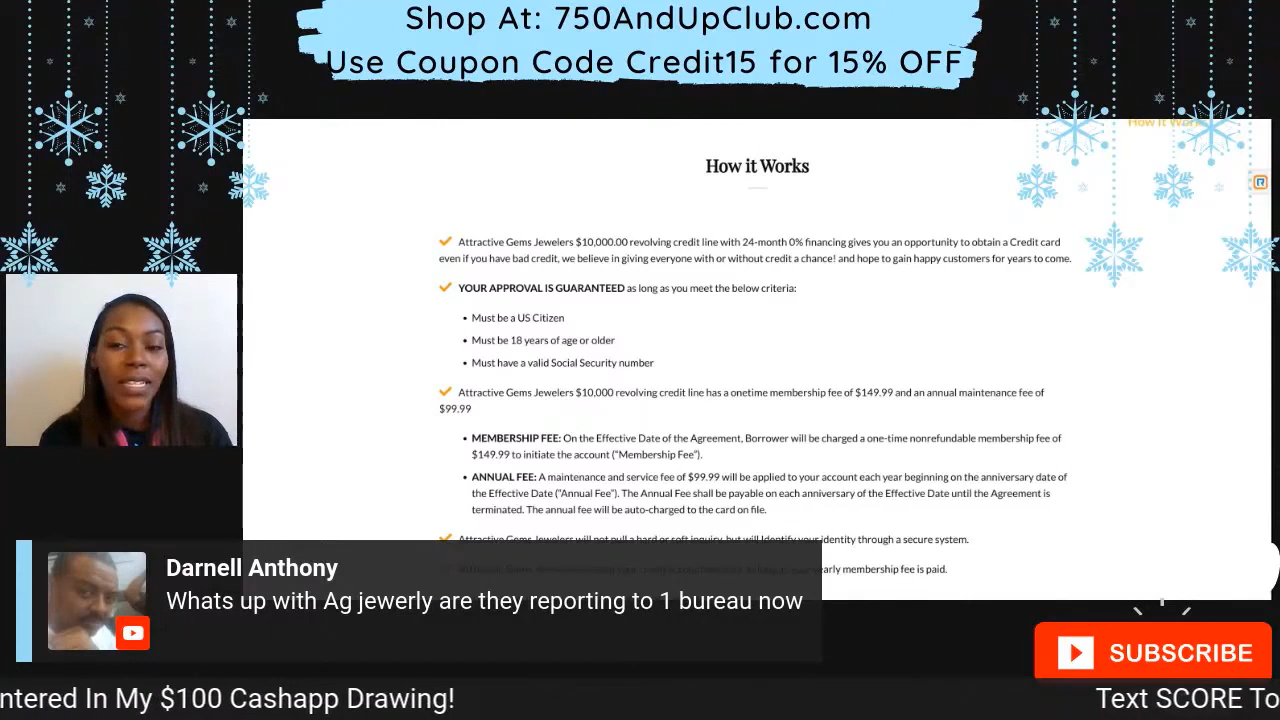 Shop At: 750AndUpClub.com
Use Coupon Code Credit15 for 15% OFF
How It Works
How it Works
Attractive Gems Jewelers $10,000.00 revolving credit line with 24-month 0% financing gives you an opportunity to obtain a Credit card
even if you have bad credit, we believe in giving everyone with or without credit a chance! and hope to gain happy customers for years to come.
YOUR APPROVAL IS GUARANTEED as long as you meet the below criteria:
• Must be a US Citizen
• Must be 18 years of age or older
• Must have a valid Social Security number
Attractive Gems Jewelers $10,000 revolving credit line has a onetime membership fee of $149.99 and an annual maintenance fee of
$99.99
• MEMBERSHIP FEE: On the Effective Date of the Agreement, Borrower will be charged a one-time nonrefundable membership fee of
$149.99 to initiate the account ("Membership Fee").
• ANNUAL FEE: A maintenance and service fee of $99.99 will be applied to your account each year beginning on the anniversary date of
the Effective Date ("Annual Fee"). The Annual Fee shall be payable on each anniversary of the Effective Date until the Agreement is
terminated. The annual fee will be auto-charged to the card on file.
Attractive Gems Jewelers will not pull a hard or soft inquiry, but will Identify your identity through a secure system.
yearly membership fee is paid.
Darnell Anthony
Whats up with Ag jewerly are they reporting to 1 bureau now
SUBSCRIBE
ntered In My $100 Cashapp Drawing!
Text SCORE To